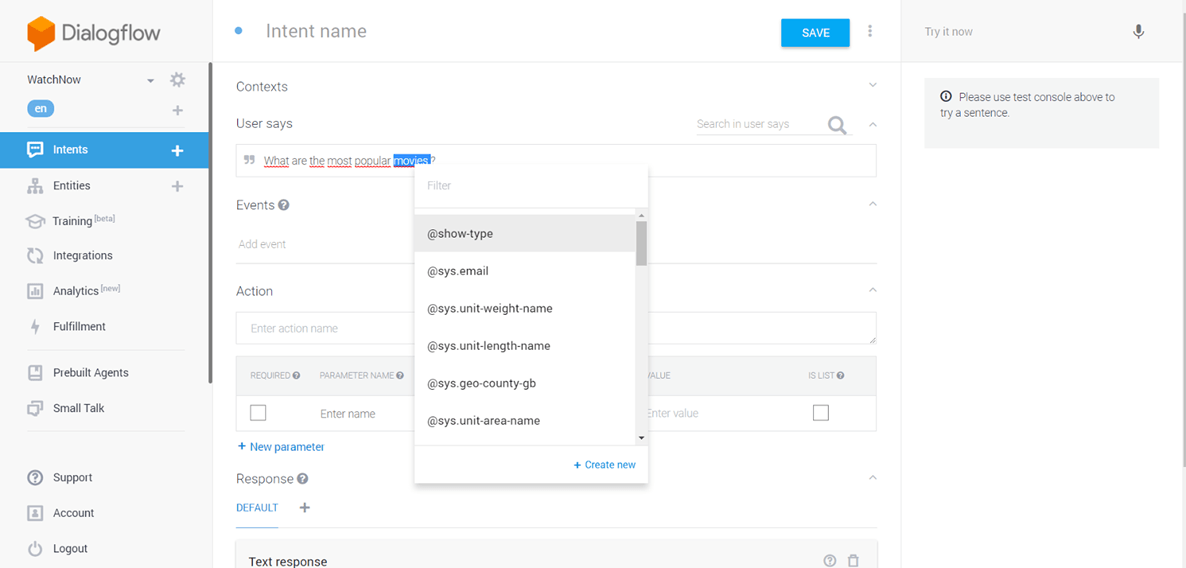 Dialogflow
WatchNow
en
Intents
Entities
Training [beta]
Integrations
Analytics [new]
Fulfillment
Prebuilt Agents
Small Talk
Support
Account
Logout
Intent name
SAVE
Contexts
User says
Search in user says
What are the most popular movies ?
Filter
@show-type
@sys.email
@sys.unit-weight-name
@sys.unit-length-name
@sys.geo-county-gb
@sys.unit-area-name
+ Create new
Events
Add event
Action
Enter action name
REQUIRED PARAMETER NAME VALUE IS LIST
Enter name Enter value
+ New parameter
Response
DEFAULT
Text response
Try it now
Please use test console above to
try a sentence.